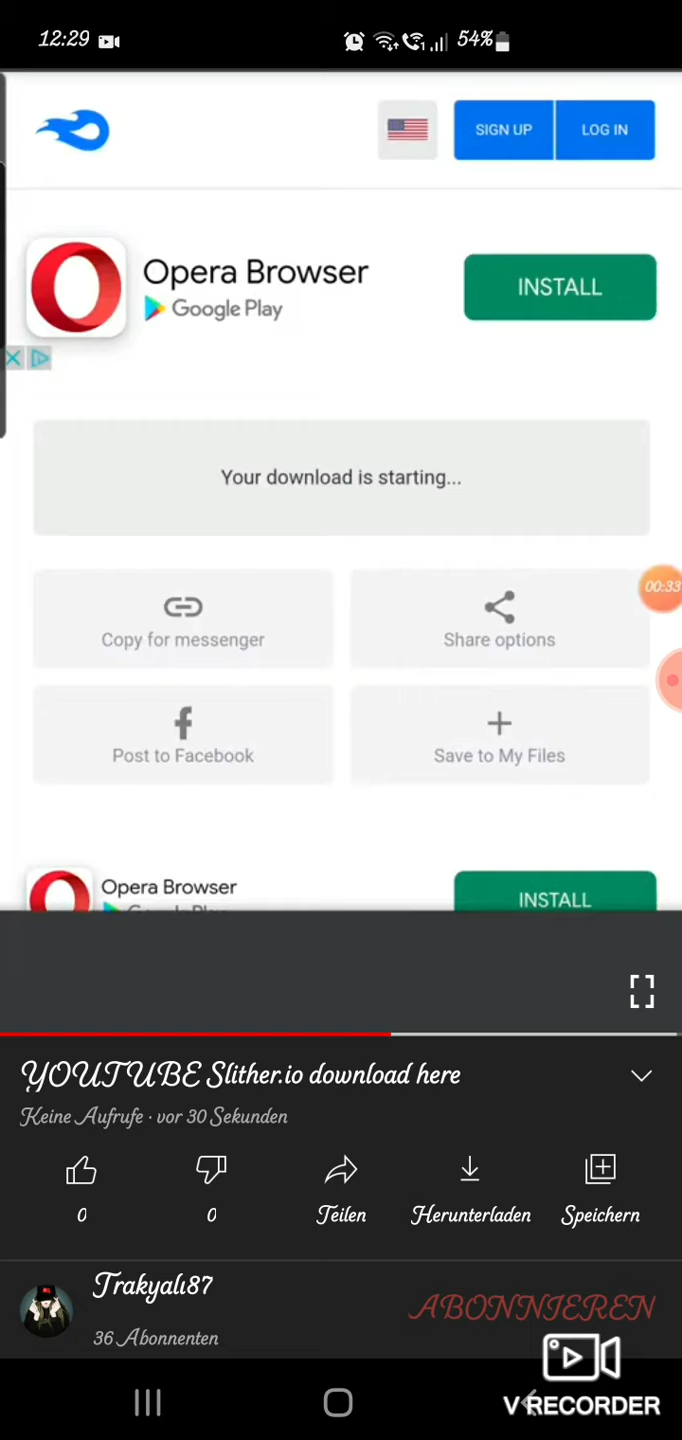 12:29
54%
SIGN UP
LOG IN
Opera Browser
Google Play
INSTALL
Your download is starting...
00:33
Copy for messenger
Share options
Post to Facebook
Save to My Files
Opera Browser
INSTALL
YOUTUBE Slither.io download here
Keine Aufrufe · vor 30 Sekunden
0
0
Teilen
Herunterladen
Speichern
Trakyalı87
ABONNIEREN
36 Abonnenten
V RECORDER